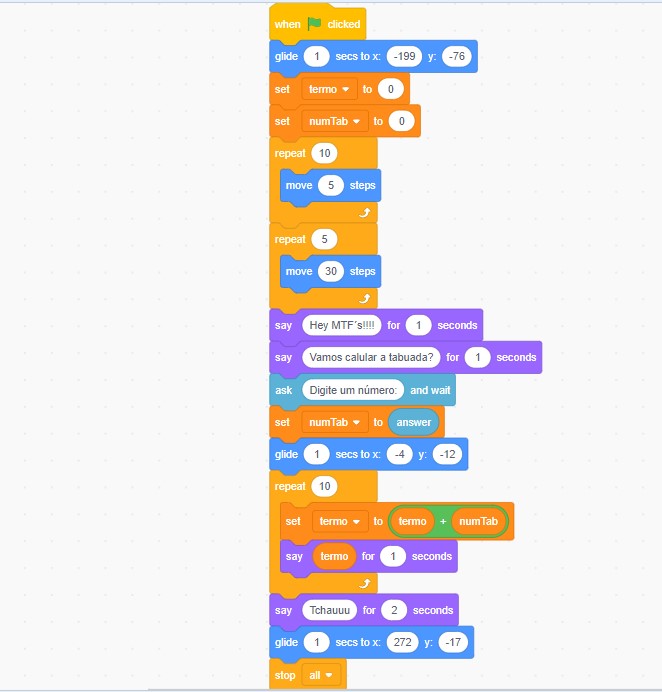 when clicked
glide 1 secs to x: -199 y: -76
set termo to 0
set numTab to 0
repeat 10
move 5 steps
repeat 5
move 30 steps
say Hey MTF's!!!! for 1 seconds
say Vamos calular a tabuada? for 1 seconds
ask Digite um número: and wait
set numTab to answer
glide 1 secs to x: -4 y: -12
repeat 10
set termo to termo + numTab
say termo for 1 seconds
say Tchauuu for 2 seconds
glide 1 secs to x: 272 y: -17
stop all